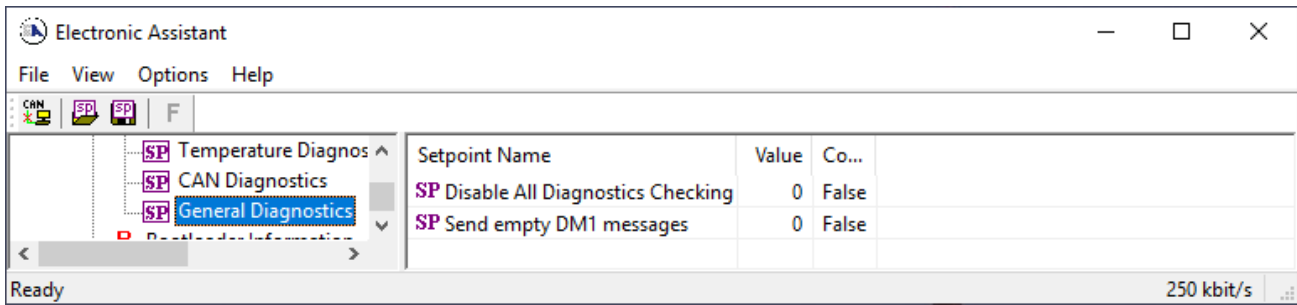 Electronic Assistant
File View Options Help
CAN SP SP F
SP Temperature Diagnos
SP CAN Diagnostics
SP General Diagnostics
B Bootloader Information
Setpoint Name Value Co...
SP Disable All Diagnostics Checking 0 False
SP Send empty DM1 messages 0 False
Ready 250 kbit/s